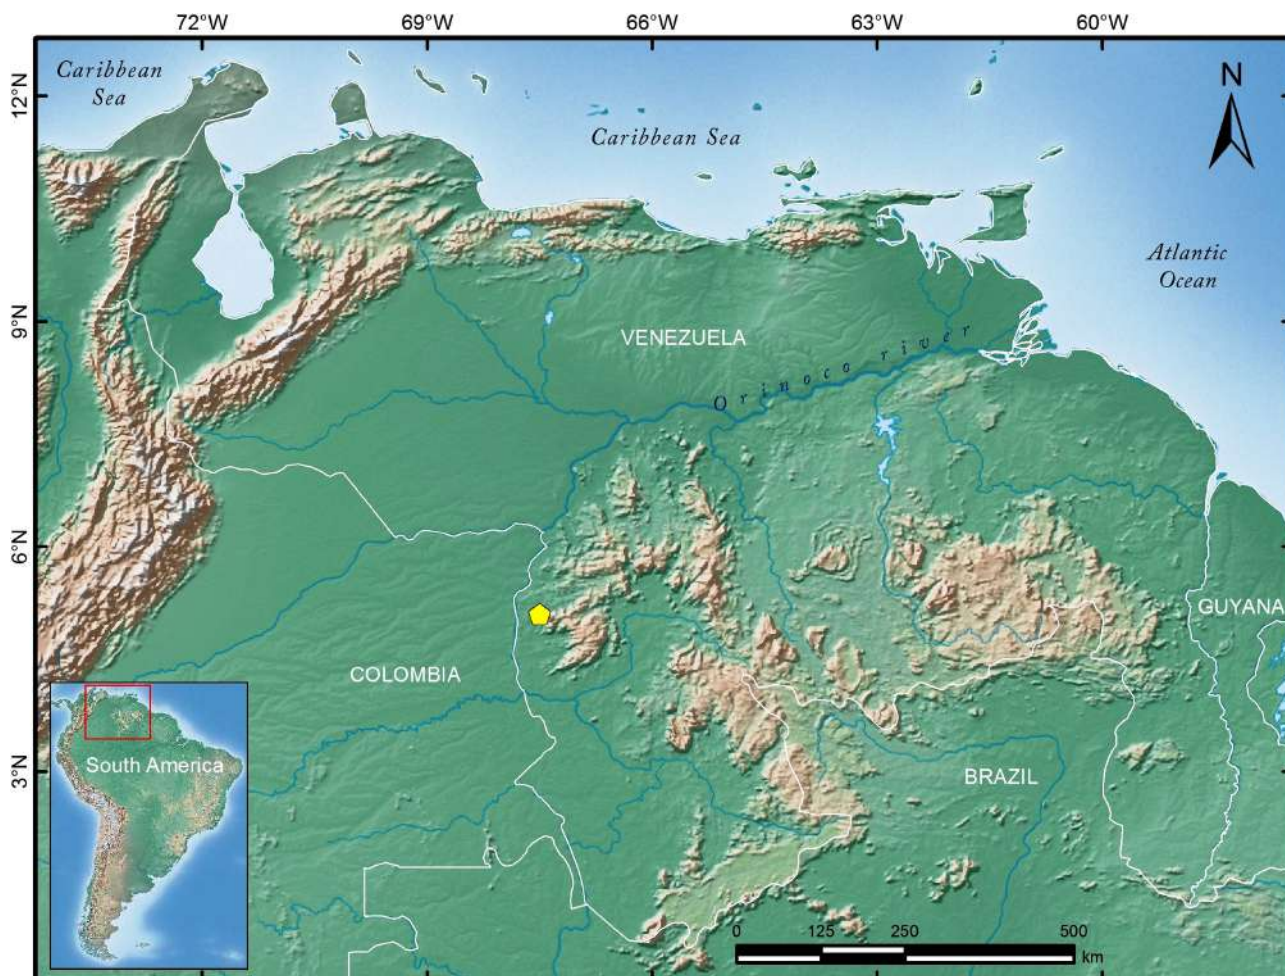 72°W
69°W
66°W
63°W
60°W
12°N
9°N
6°N
3°N
Caribbean
Sea
Caribbean Sea
N
Atlantic
Ocean
VENEZUELA
Orinoco river
GUYANA
COLOMBIA
BRAZIL
South America
0
125
250
500
km